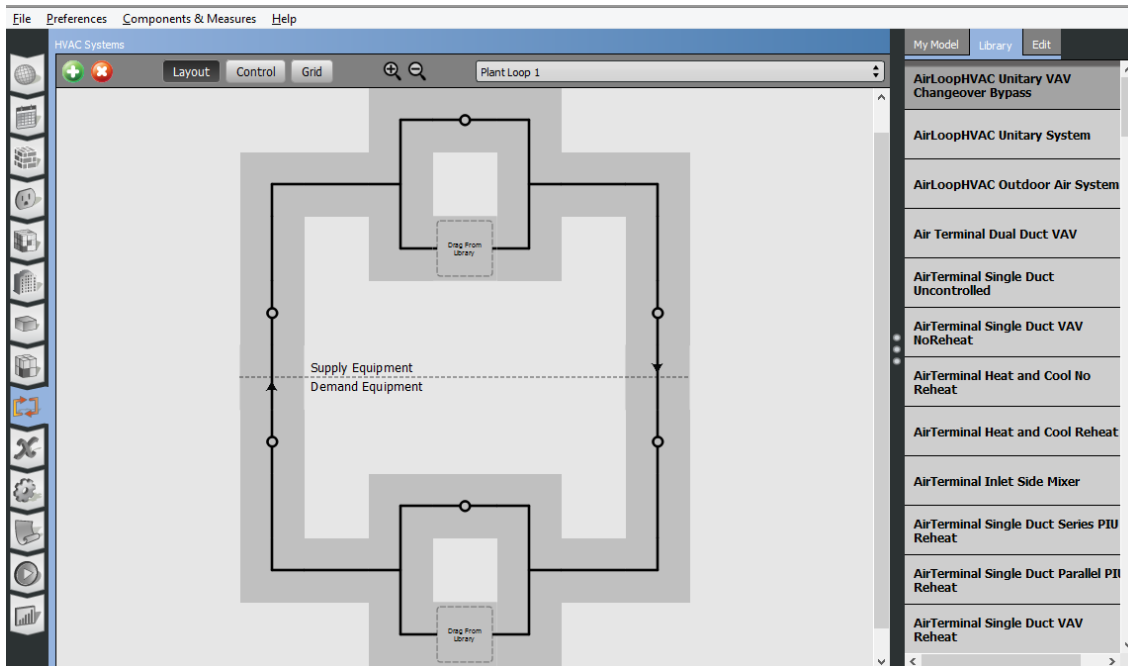 File Preferences Components & Measures Help
HVAC Systems
My Model Library Edit
Layout Control Grid Plant Loop 1
AirLoopHVAC Unitary VAV
Changeover Bypass
AirLoopHVAC Unitary System
AirLoopHVAC Outdoor Air System
Air Terminal Dual Duct VAV
AirTerminal Single Duct
Uncontrolled
AirTerminal Single Duct VAV
NoReheat
AirTerminal Heat and Cool No
Reheat
AirTerminal Heat and Cool Reheat
AirTerminal Inlet Side Mixer
AirTerminal Single Duct Series PIU
Reheat
AirTerminal Single Duct Parallel PIU
Reheat
AirTerminal Single Duct VAV
Reheat
Drag From
Library
Supply Equipment
Demand Equipment
Drag From
Library